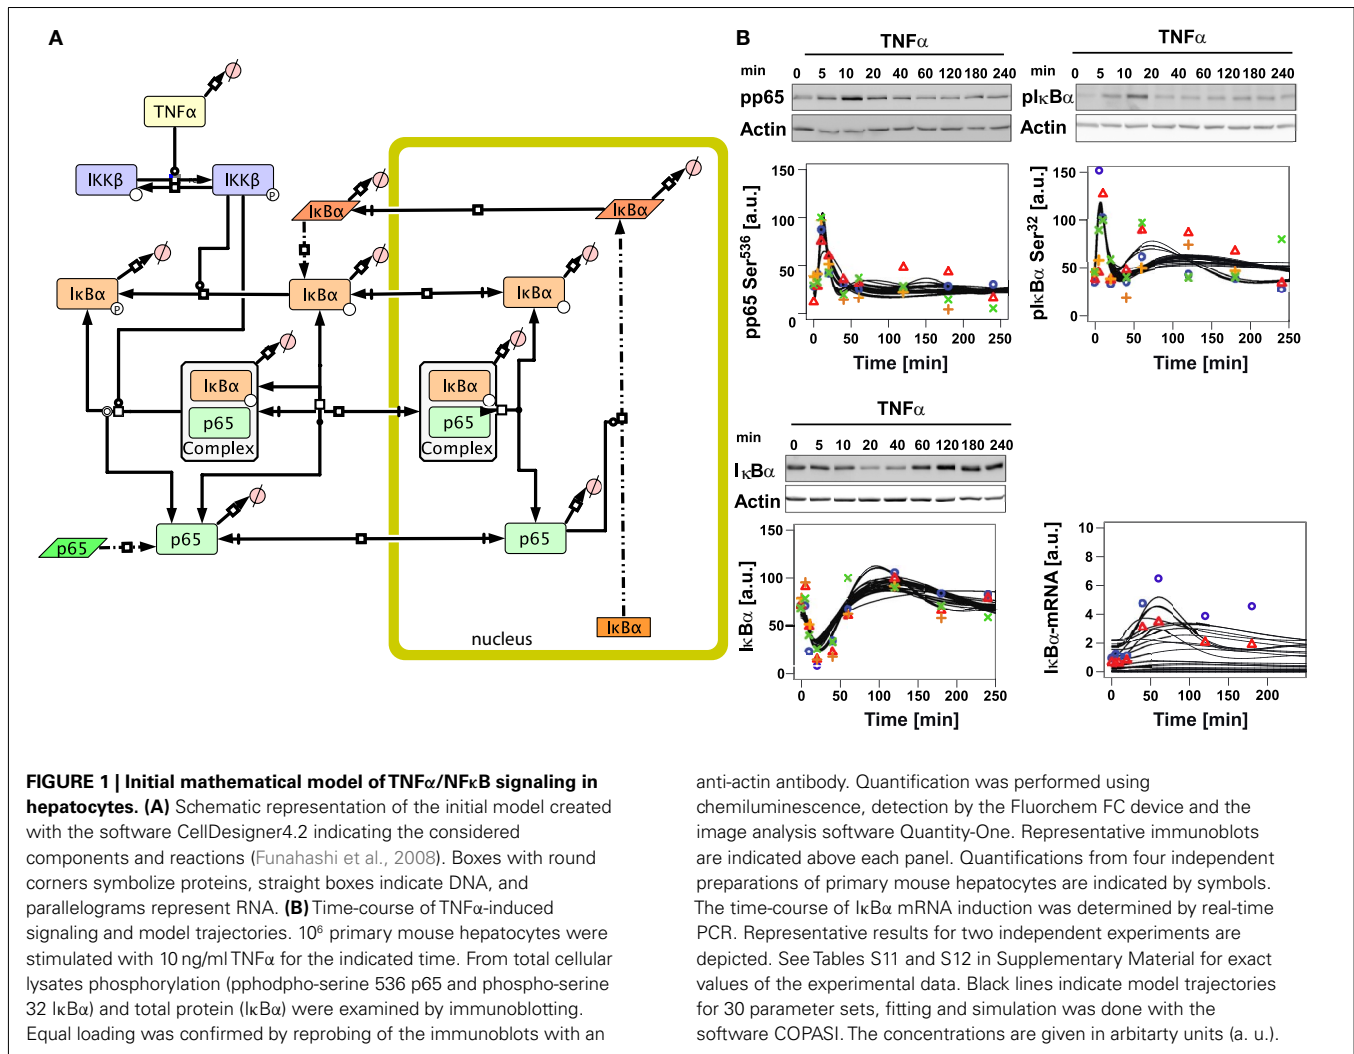 A
TNFα
IKKβ
IKKβ
P
IκBα
IκBα
IκBα
P
IκBα
IκBα
IκBα
p65
Complex
IκBα
p65
Complex
p65
p65
p65
IκBα
nucleus
B
TNFα
min 0 5 10 20 40 60 120 180 240
pp65
Actin
150
100
50
0
pp65 Ser536 [a.u.]
0 50 100 150 200 250
Time [min]
TNFα
min 0 5 10 20 40 60 120 180 240
pIκBα
Actin
150
100
50
0
pIκBα Ser32 [a.u.]
0 50 100 150 200 250
Time [min]
TNFα
min 0 5 10 20 40 60 120 180 240
IκBα
Actin
150
100
50
0
IκBα [a.u.]
0 50 100 150 200 250
Time [min]
10
8
6
4
2
0
IκBα-mRNA [a.u.]
0 50 100 150 200
Time [min]
FIGURE 1 | Initial mathematical model of TNFα/NFκB signaling in
hepatocytes. (A) Schematic representation of the initial model created
with the software CellDesigner4.2 indicating the considered
components and reactions (Funahashi et al., 2008). Boxes with round
corners symbolize proteins, straight boxes indicate DNA, and
parallelograms represent RNA. (B) Time-course of TNFα-induced
signaling and model trajectories. 10⁶ primary mouse hepatocytes were
stimulated with 10 ng/ml TNFα for the indicated time. From total cellular
lysates phosphorylation (pphodpho-serine 536 p65 and phospho-serine
32 IκBα) and total protein (IκBα) were examined by immunoblotting.
Equal loading was confirmed by reprobing of the immunoblots with an
anti-actin antibody. Quantification was performed using
chemiluminescence, detection by the Fluorchem FC device and the
image analysis software Quantity-One. Representative immunoblots
are indicated above each panel. Quantifications from four independent
preparations of primary mouse hepatocytes are indicated by symbols.
The time-course of IκBα mRNA induction was determined by real-time
PCR. Representative results for two independent experiments are
depicted. See Tables S11 and S12 in Supplementary Material for exact
values of the experimental data. Black lines indicate model trajectories
for 30 parameter sets, fitting and simulation was done with the
software COPASI. The concentrations are given in arbitarty units (a. u.).